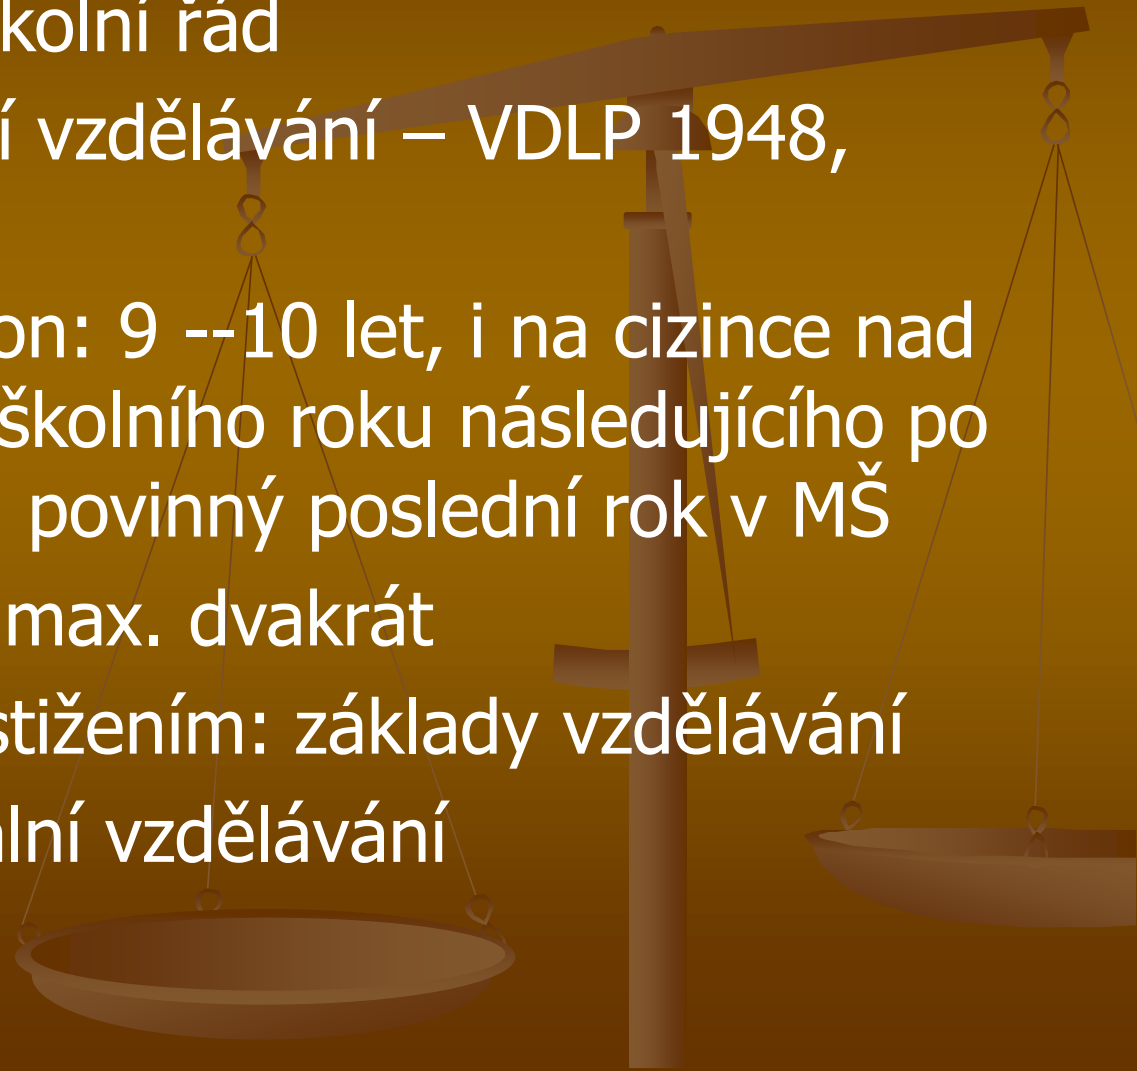 kolní řád
í vzdělávání – VDLP 1948,
on: 9 --10 let, i na cizince nad
školního roku následujícího po
povinný poslední rok v MŠ
max. dvakrát
stižením: základy vzdělávání
lní vzdělávání